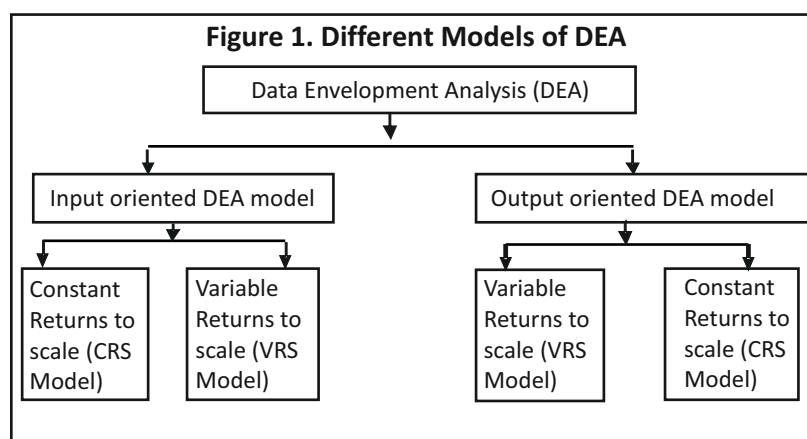 Figure 1. Different Models of DEA
Data Envelopment Analysis (DEA)
Input oriented DEA model
Output oriented DEA model
Constant
Returns to
scale (CRS
Model)
Variable
Returns to
scale (VRS
Model)
Variable
Returns to
scale (VRS
Model)
Constant
Returns to
scale (CRS
Model)